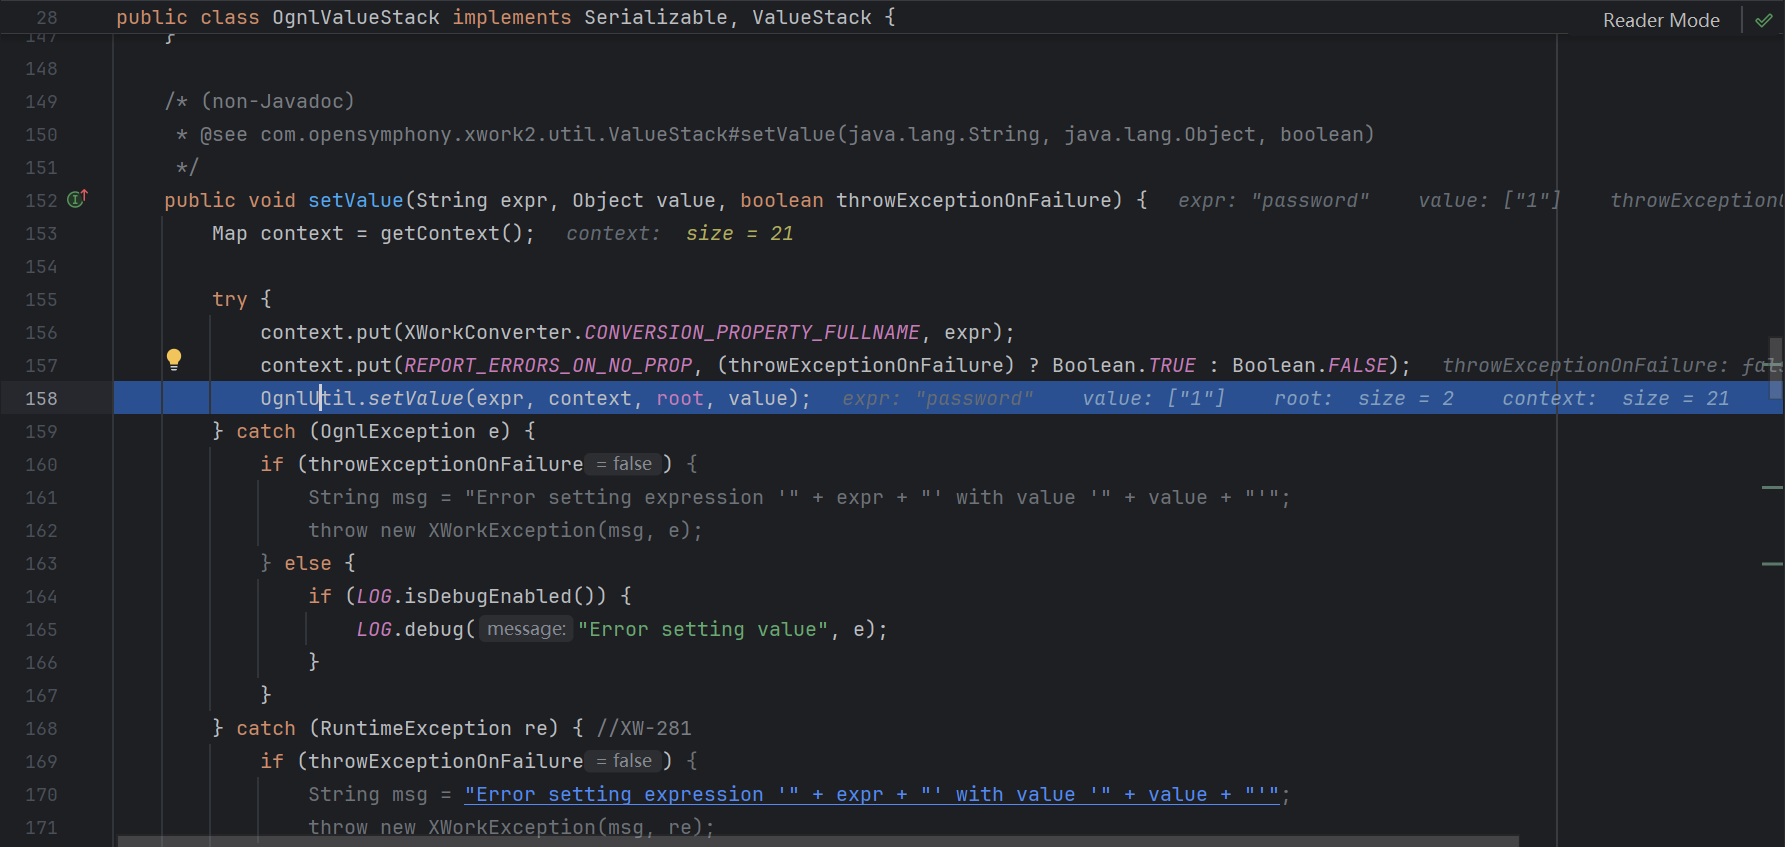 28 public class OgnlValueStack implements Serializable, ValueStack {
Reader Mode
147 }
148
149 /* (non-Javadoc)
150 * @see com.opensymphony.xwork2.util.ValueStack#setValue(java.lang.String, java.lang.Object, boolean)
151 */
152 public void setValue(String expr, Object value, boolean throwExceptionOnFailure) { expr: "password" value: ["1"] throwException
153 Map context = getContext(); context: size = 21
154
155 try {
156 context.put(XWorkConverter.CONVERSION_PROPERTY_FULLNAME, expr);
157 context.put(REPORT_ERRORS_ON_NO_PROP, (throwExceptionOnFailure) ? Boolean.TRUE : Boolean.FALSE); throwExceptionOnFailure: fals
158 OgnlUtil.setValue(expr, context, root, value); expr: "password" value: ["1"] root: size = 2 context: size = 21
159 } catch (OgnlException e) {
160 if (throwExceptionOnFailure = false ) {
161 String msg = "Error setting expression '" + expr + "' with value '" + value + "'";
162 throw new XWorkException(msg, e);
163 } else {
164 if (LOG.isDebugEnabled()) {
165 LOG.debug( message: "Error setting value", e);
166 }
167 }
168 } catch (RuntimeException re) { //XW-281
169 if (throwExceptionOnFailure = false ) {
170 String msg = "Error setting expression '" + expr + "' with value '" + value + "'";
171 throw new XWorkException(msg, re);